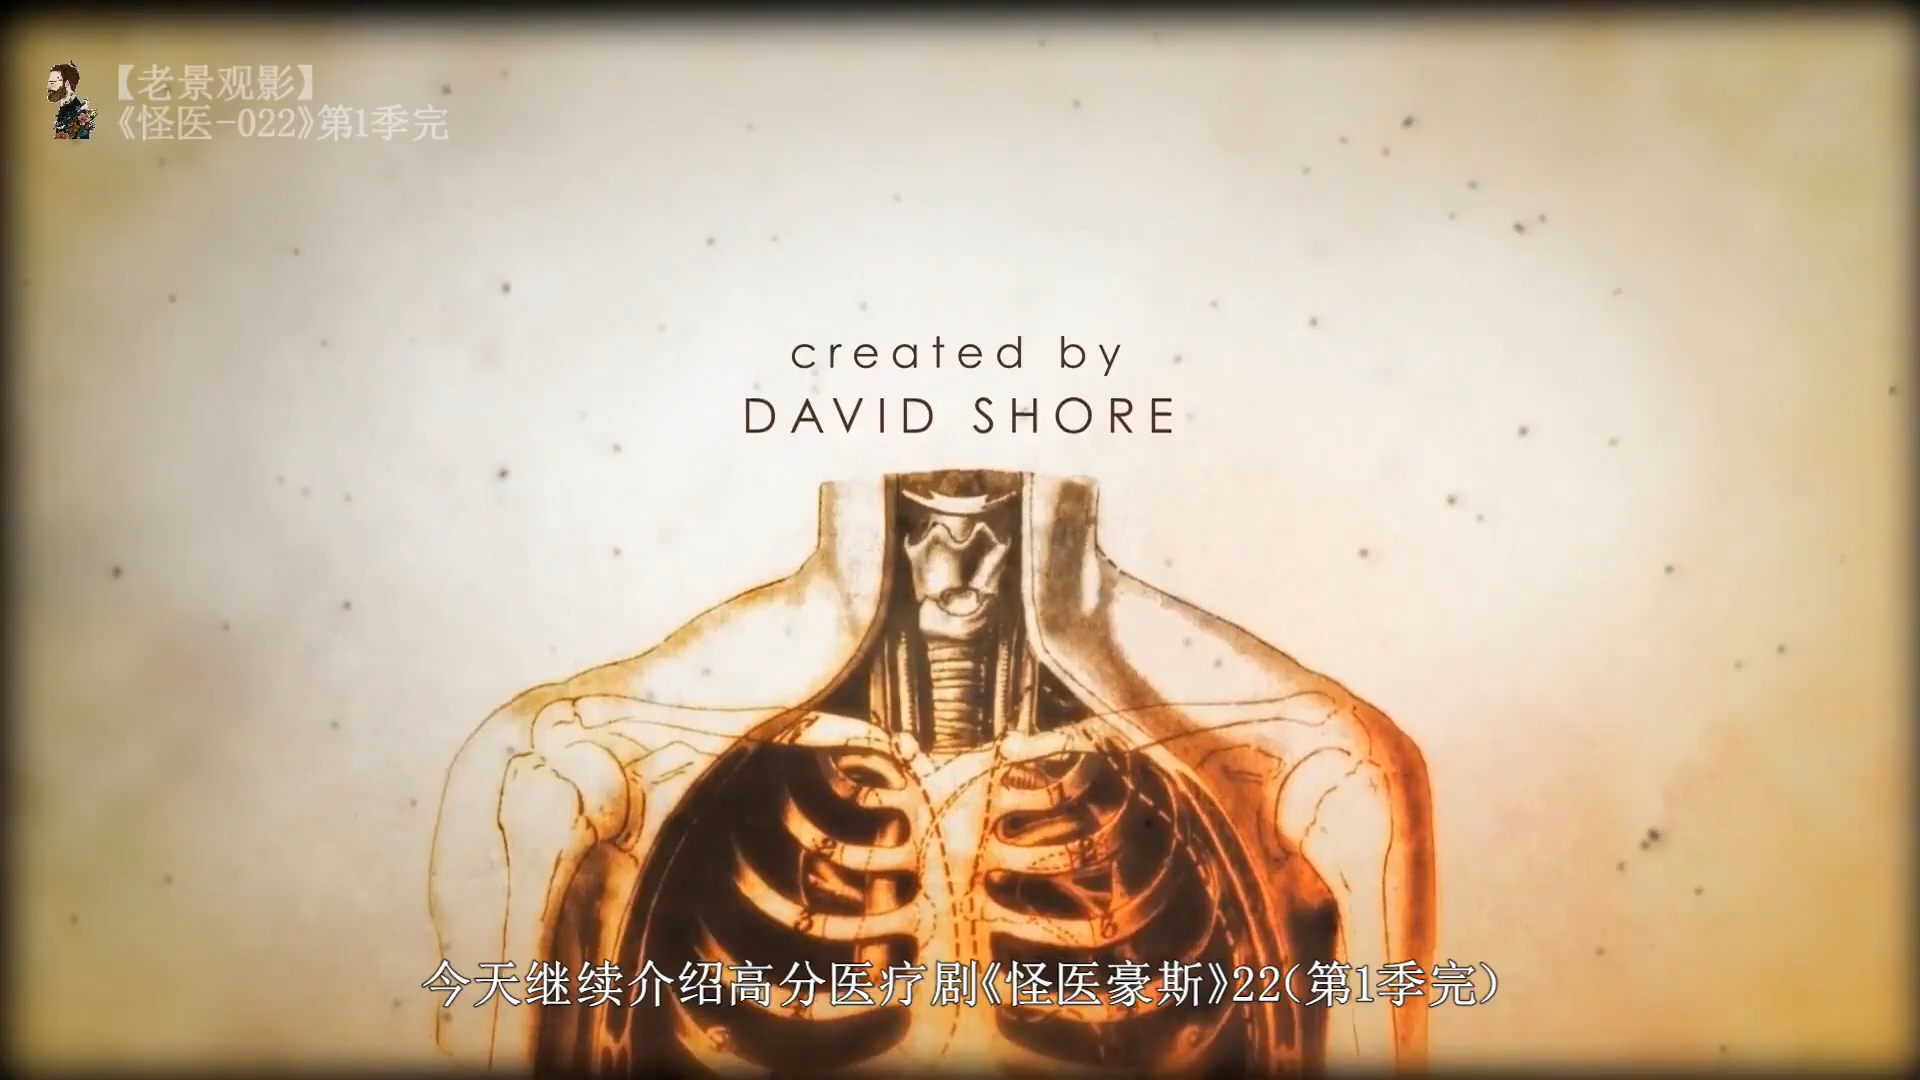 【老景观影】
《怪医-022》第1季完
created by
DAVID SHORE
今天继续介绍高分医疗剧《怪医豪斯》22(第1季完)